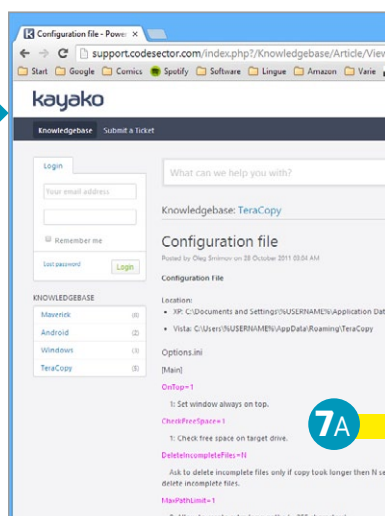 Configuration file - Powe
support.codesector.com/index.php?/Knowledgebase/Article/View
Start Google Comics Spotify Software Lingue Amazon Varie
kayako
Knowledgebase Submit a Ticket
Login
Your email address
Remember me
Lost password Login
KNOWLEDGEBASE
Maverick (6)
Android (2)
Windows (3)
TeraCopy (5)
What can we help you with?
Knowledgebase: TeraCopy
Configuration file
Posted by Oleg Smirnov on 28 October 2011 03:04 AM
Configuration File
Location:
• XP: C:\Documents and Settings\%USERNAME%\Application Dat
• Vista: C:\Users\%USERNAME%\AppData\Roaming\TeraCopy
Options.ini
[Main]
OnTop=1
1: Set window always on top.
CheckFreeSpace=1
1: Check free space on target drive.
DeleteIncompleteFiles=N
Ask to delete incomplete files only if copy took longer then N se
delete incomplete files.
MaxPathLimit=1
7A